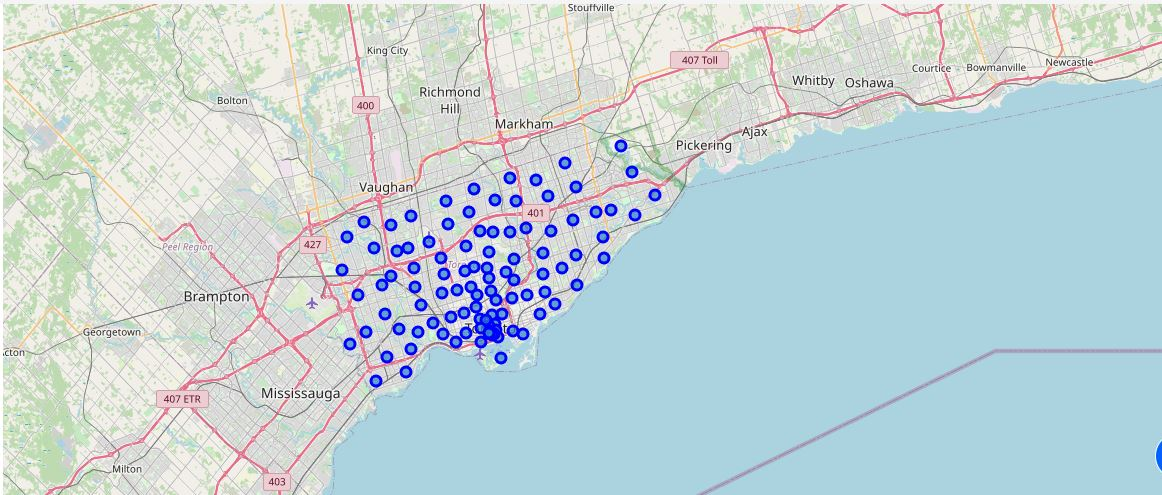 Stouffville
King City
407 Toll
Newcastle
Courtice
Bowmanville
Whitby
Oshawa
Richmond
Hill
Bolton
400
Markham
Ajax
Pickering
Vaughan
401
427
Peel Region
Brampton
Georgetown
Mississauga
407 ETR
Milton
403